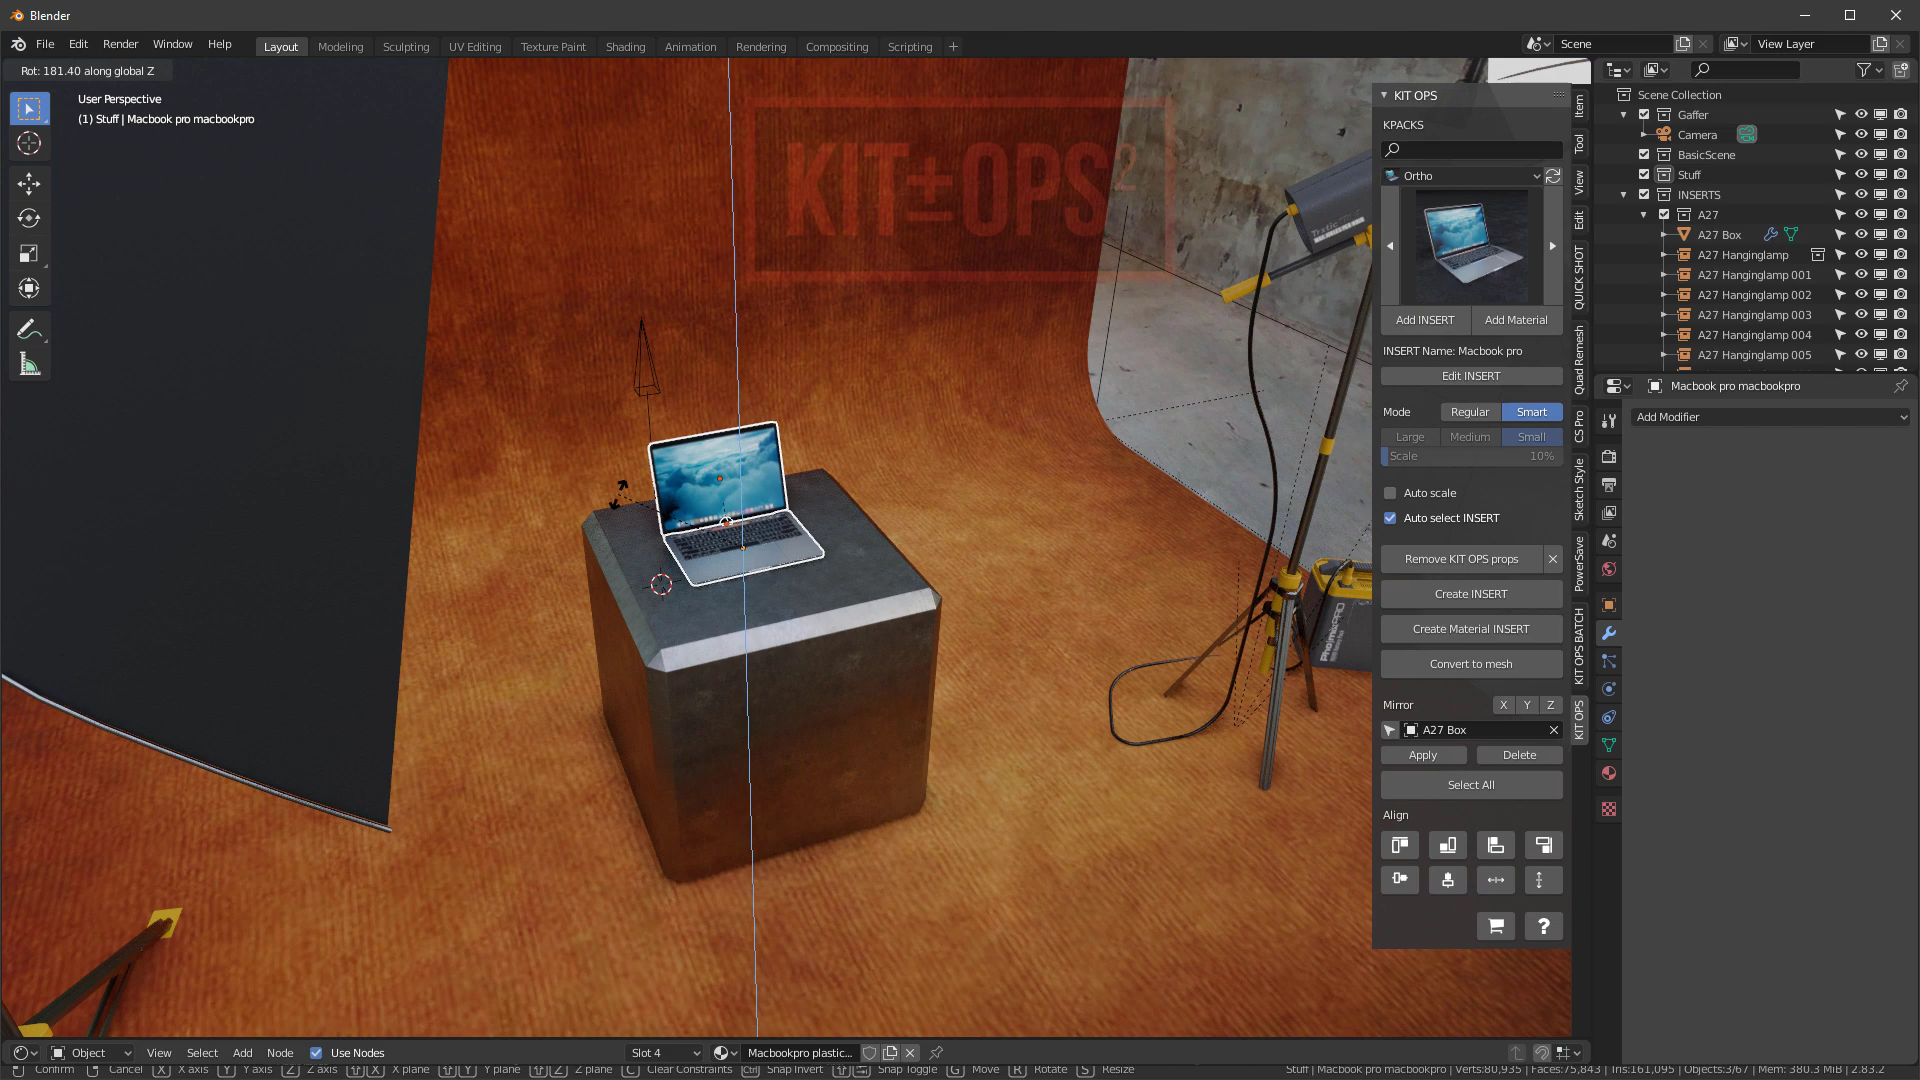 Blender
File Edit Render Window Help
Layout Modeling Sculpting UV Editing Texture Paint Shading Animation Rendering Compositing Scripting +
Scene
View Layer
Rot: 181.40 along global Z
User Perspective
(1) Stuff | Macbook pro macbookpro
KIT±OPS²
KIT OPS
KPACKS
Ortho
Add INSERT Add Material
INSERT Name: Macbook pro
Edit INSERT
Mode Regular Smart
Large Medium Small
Scale 10%
Auto scale
Auto select INSERT
Remove KIT OPS props
Create INSERT
Create Material INSERT
Convert to mesh
Mirror X Y Z
A27 Box
Apply Delete
Select All
Align
?
Item
Tool
View
Edit
QUICK SHOT
Quad Remesh
CS Pro
Sketch Style
PowerSave
KIT OPS BATCH
KIT OPS
Scene Collection
Gaffer
Camera
BasicScene
Stuff
INSERTS
A27
A27 Box
A27 Hanginglamp
A27 Hanginglamp 001
A27 Hanginglamp 002
A27 Hanginglamp 003
A27 Hanginglamp 004
A27 Hanginglamp 005
Macbook pro macbookpro
Add Modifier
Object View Select Add Node Use Nodes
Slot 4
Macbookpro plastic...
Confirm Cancel X X axis Y Y axis Z Z axis X X plane Y Y plane Z Z plane C Clear Constraints Ctrl Snap Invert Snap Toggle G Move R Rotate S Resize
Stuff | Macbook pro macbookpro | Verts:80,935 | Faces:75,843 | Tris:161,095 | Objects:3/67 | Mem: 380.3 MiB | 2.83.2